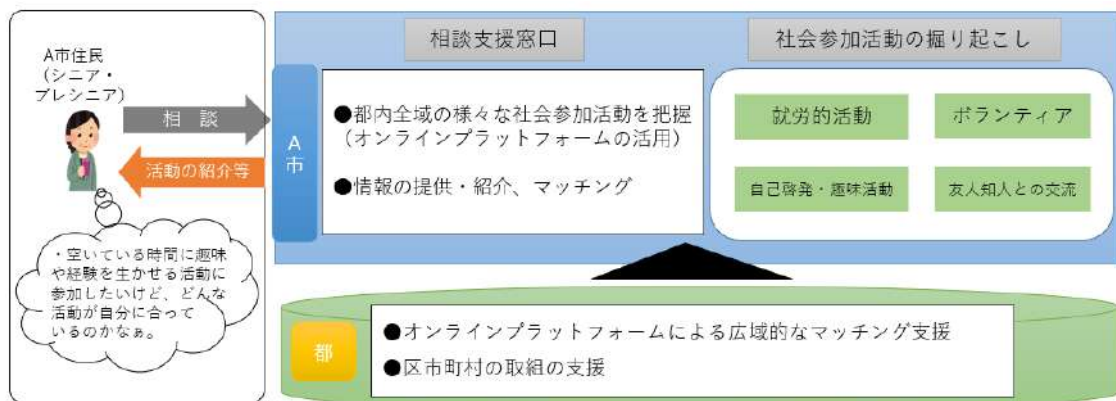 A市住民
(シニア・
プレシニア)
相　談
活動の紹介等
・空いている時間に趣味
や経験を生かせる活動に
参加したいけど、どんな
活動が自分に合って
いるのかなぁ。
A市
相談支援窓口
●都内全域の様々な社会参加活動を把握
(オンラインプラットフォームの活用)
●情報の提供・紹介、マッチング
社会参加活動の掘り起こし
就労的活動
ボランティア
自己啓発・趣味活動
友人知人との交流
都
●オンラインプラットフォームによる広域的なマッチング支援
●区市町村の取組の支援